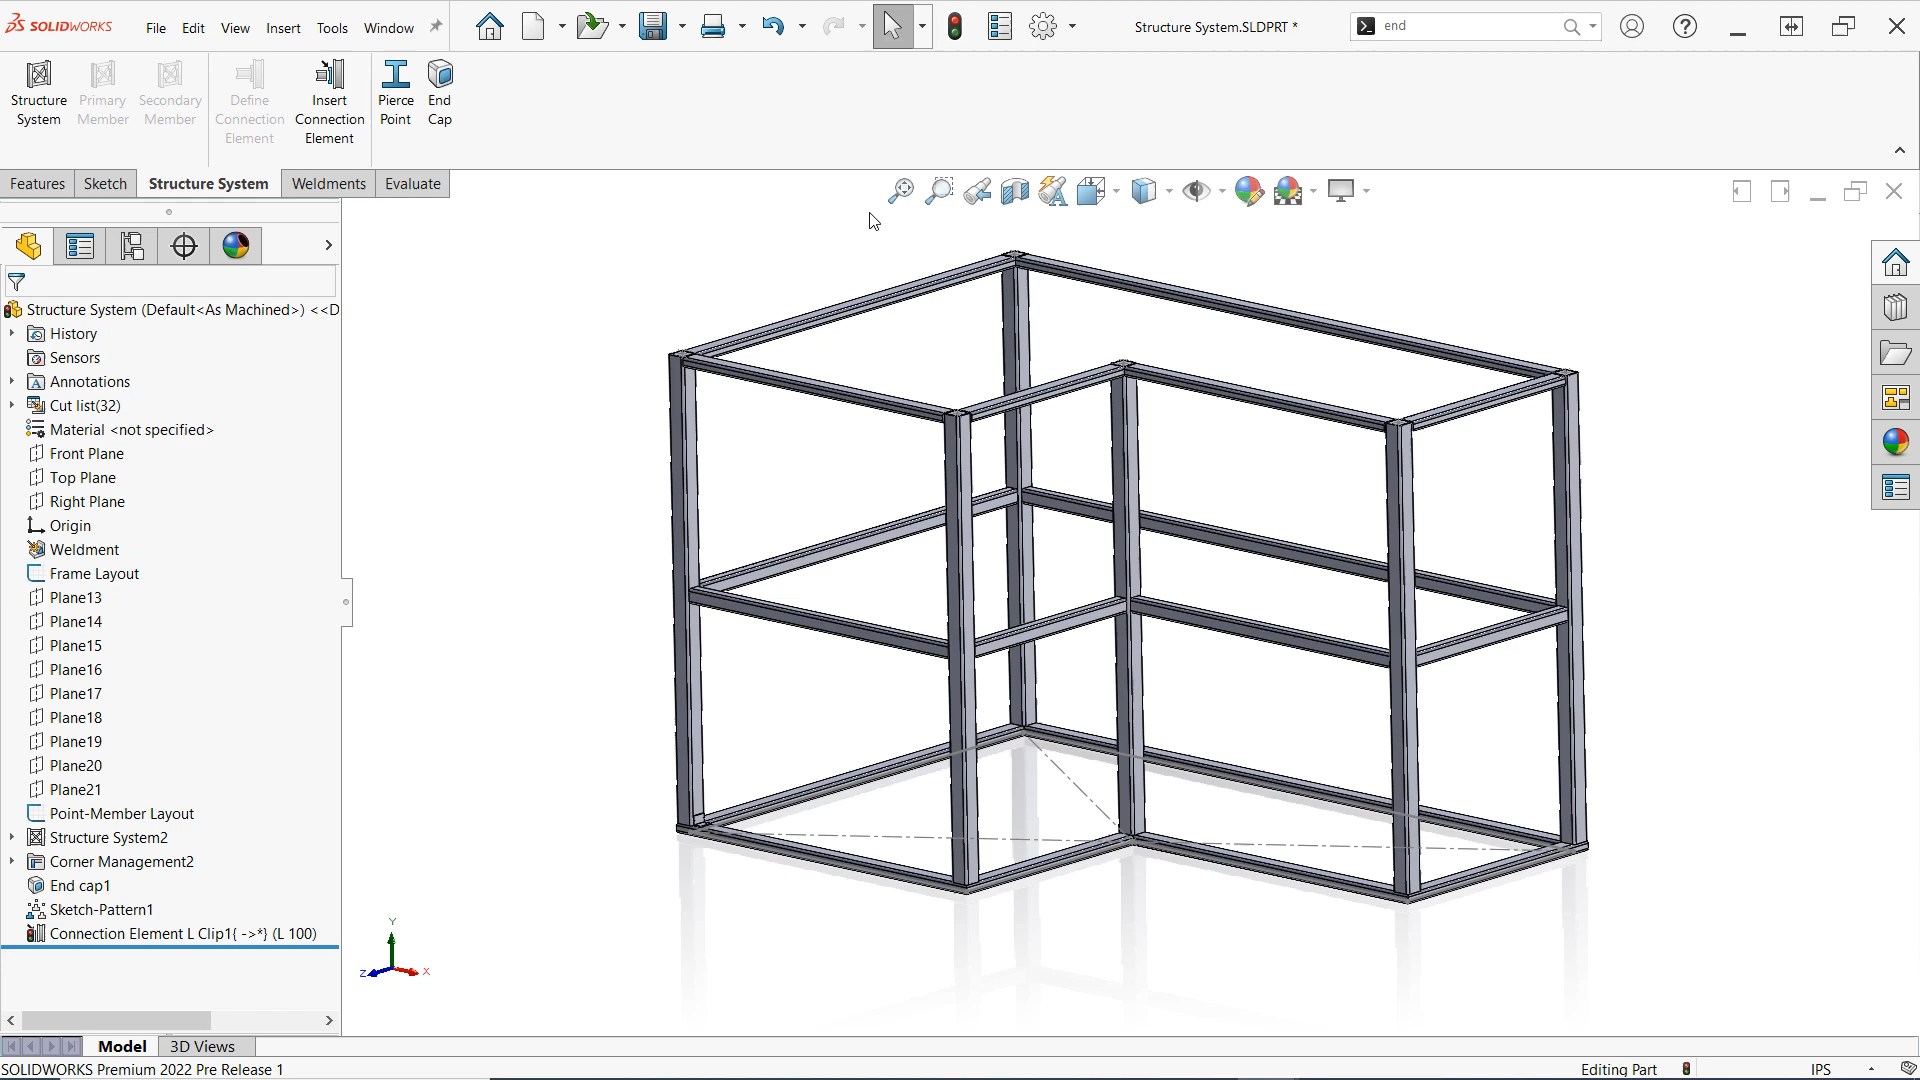 SOLIDWORKS File Edit View Insert Tools Window Structure System.SLDPRT * end
Structure System
Primary Member
Secondary Member
Define Connection Element
Insert Connection Element
Pierce Point
End Cap
Features Sketch Structure System Weldments Evaluate
Structure System (Default<As Machined>) <<D
History
Sensors
Annotations
Cut list(32)
Material <not specified>
Front Plane
Top Plane
Right Plane
Origin
Weldment
Frame Layout
Plane13
Plane14
Plane15
Plane16
Plane17
Plane18
Plane19
Plane20
Plane21
Point-Member Layout
Structure System2
Corner Management2
End cap1
Sketch-Pattern1
Connection Element L Clip1{ ->*} (L 100)
Y
Z X
Model 3D Views
SOLIDWORKS Premium 2022 Pre Release 1 Editing Part IPS